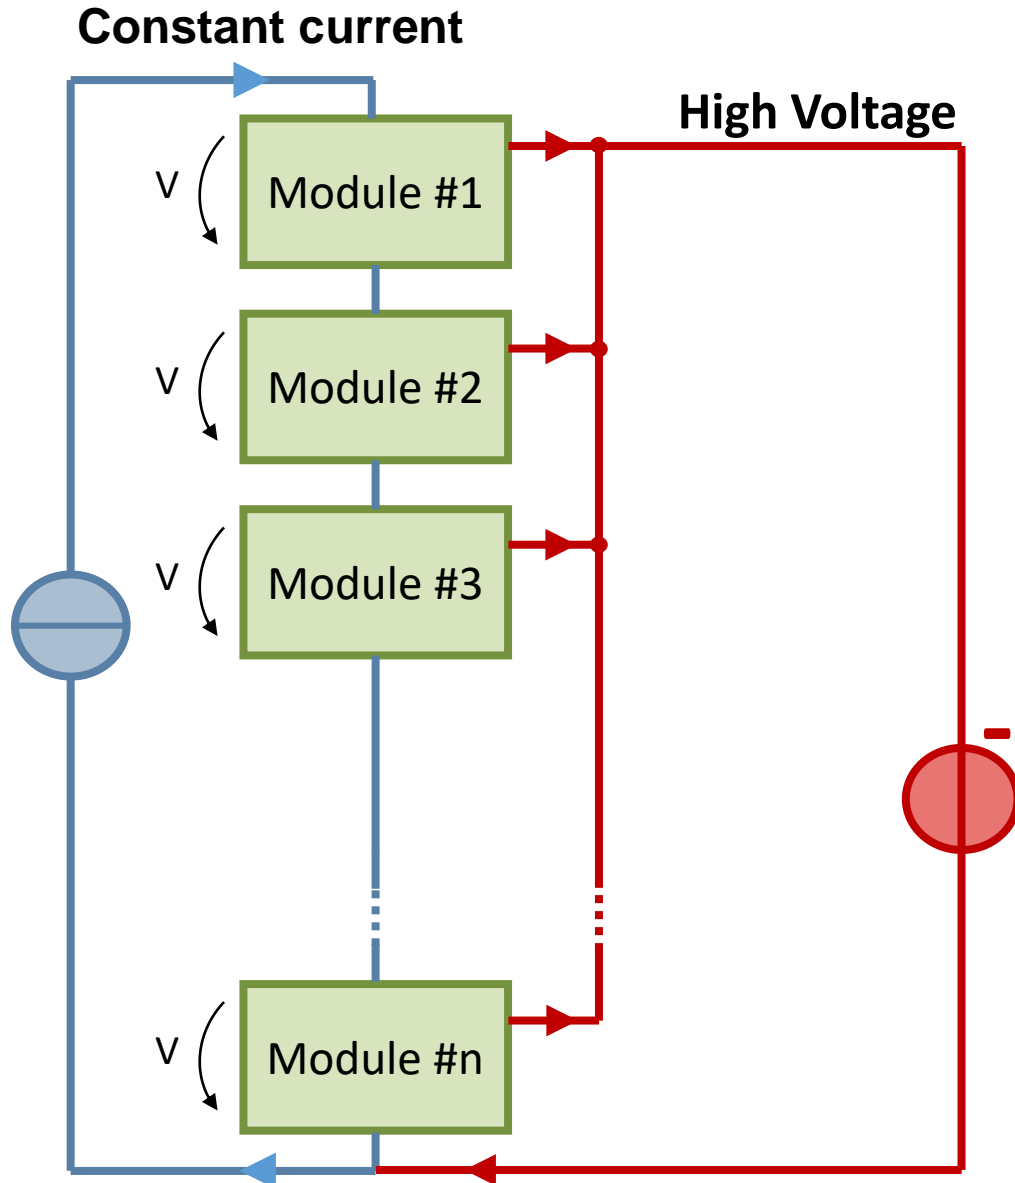 Constant current
High Voltage
V
Module #1
V
Module #2
V
Module #3
-
V
Module #n